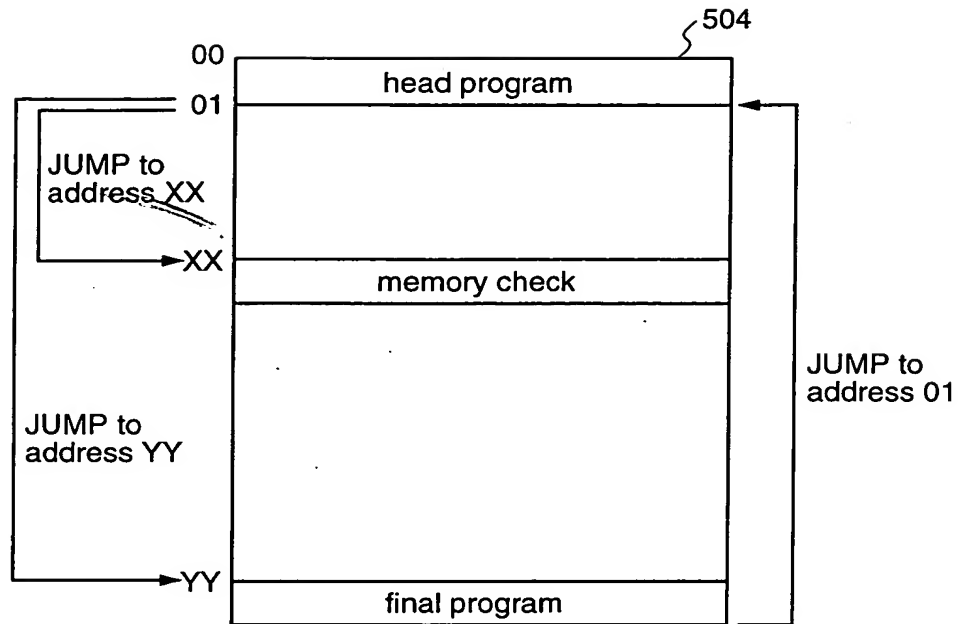 504
00
head program
01
JUMP to
address XX
XX
memory check
JUMP to
address 01
JUMP to
address YY
YY
final program